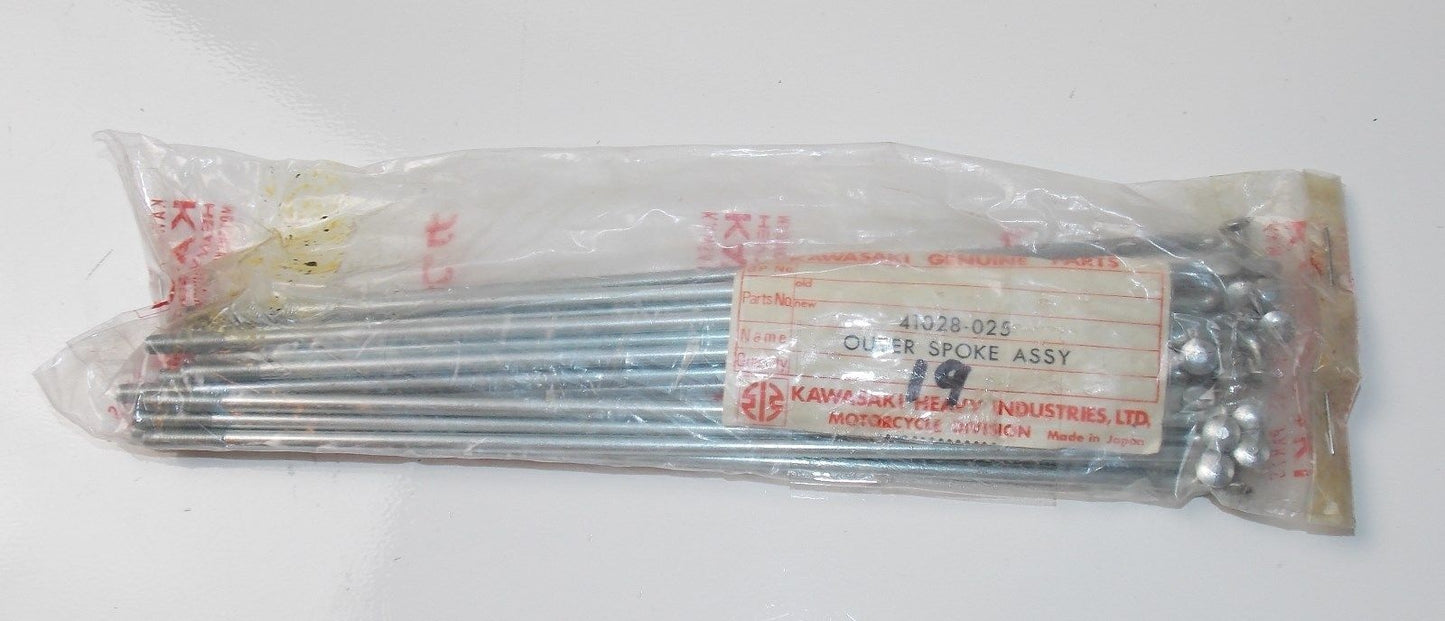 KAWASAKI GENUINE PARTS
old
Parts No. new
41028-025
Name OUTER SPOKE ASSY
Quantity 19
KAWASAKI HEAVY INDUSTRIES, LTD,
MOTORCYCLE DIVISION Made in Japan